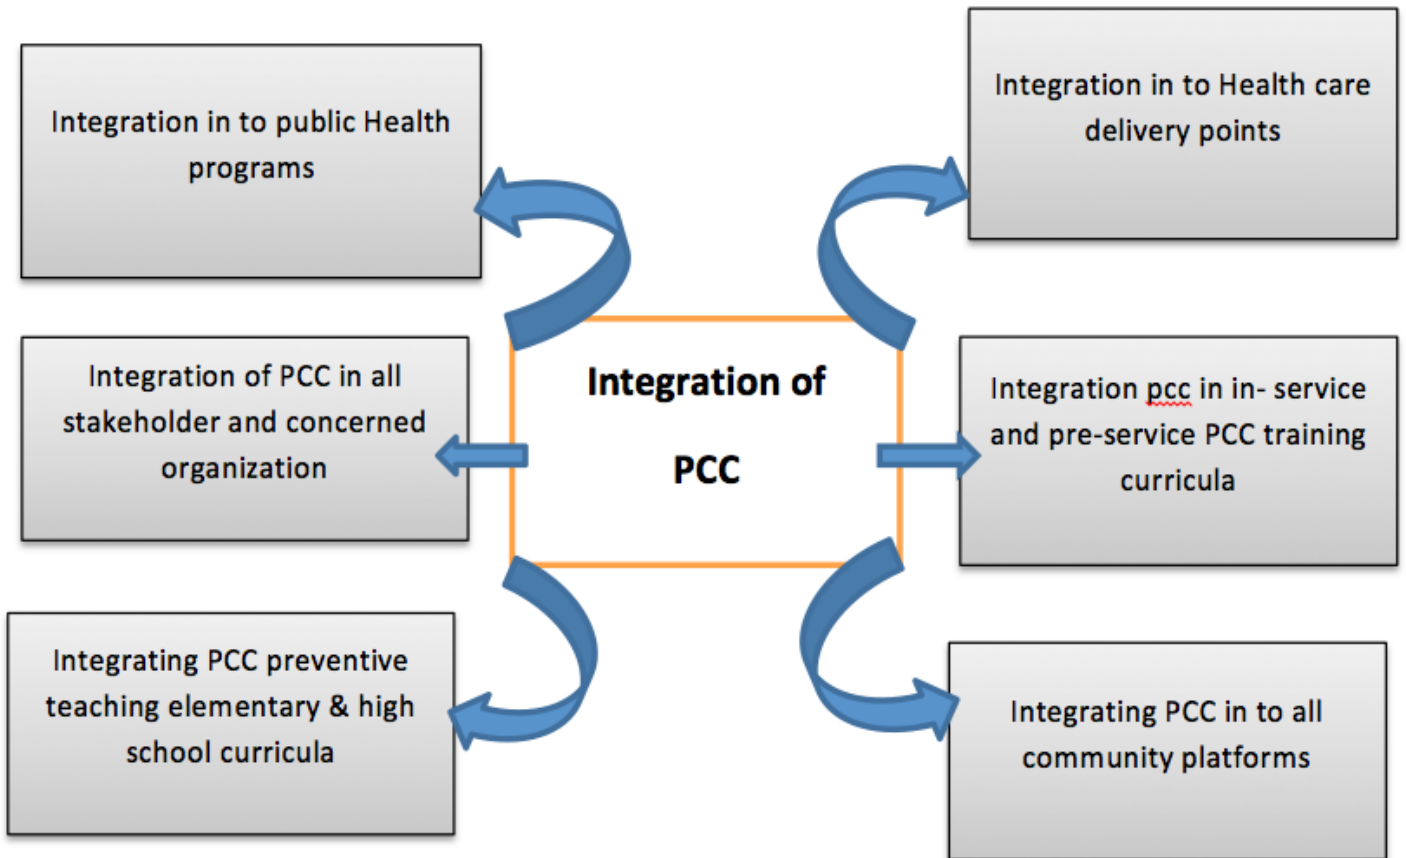 Integration in to public Health
programs
Integration in to Health care
delivery points
Integration of PCC in all
stakeholder and concerned
organization
Integration of
PCC
Integration pcc in in- service
and pre-service PCC training
curricula
Integrating PCC preventive
teaching elementary & high
school curricula
Integrating PCC in to all
community platforms